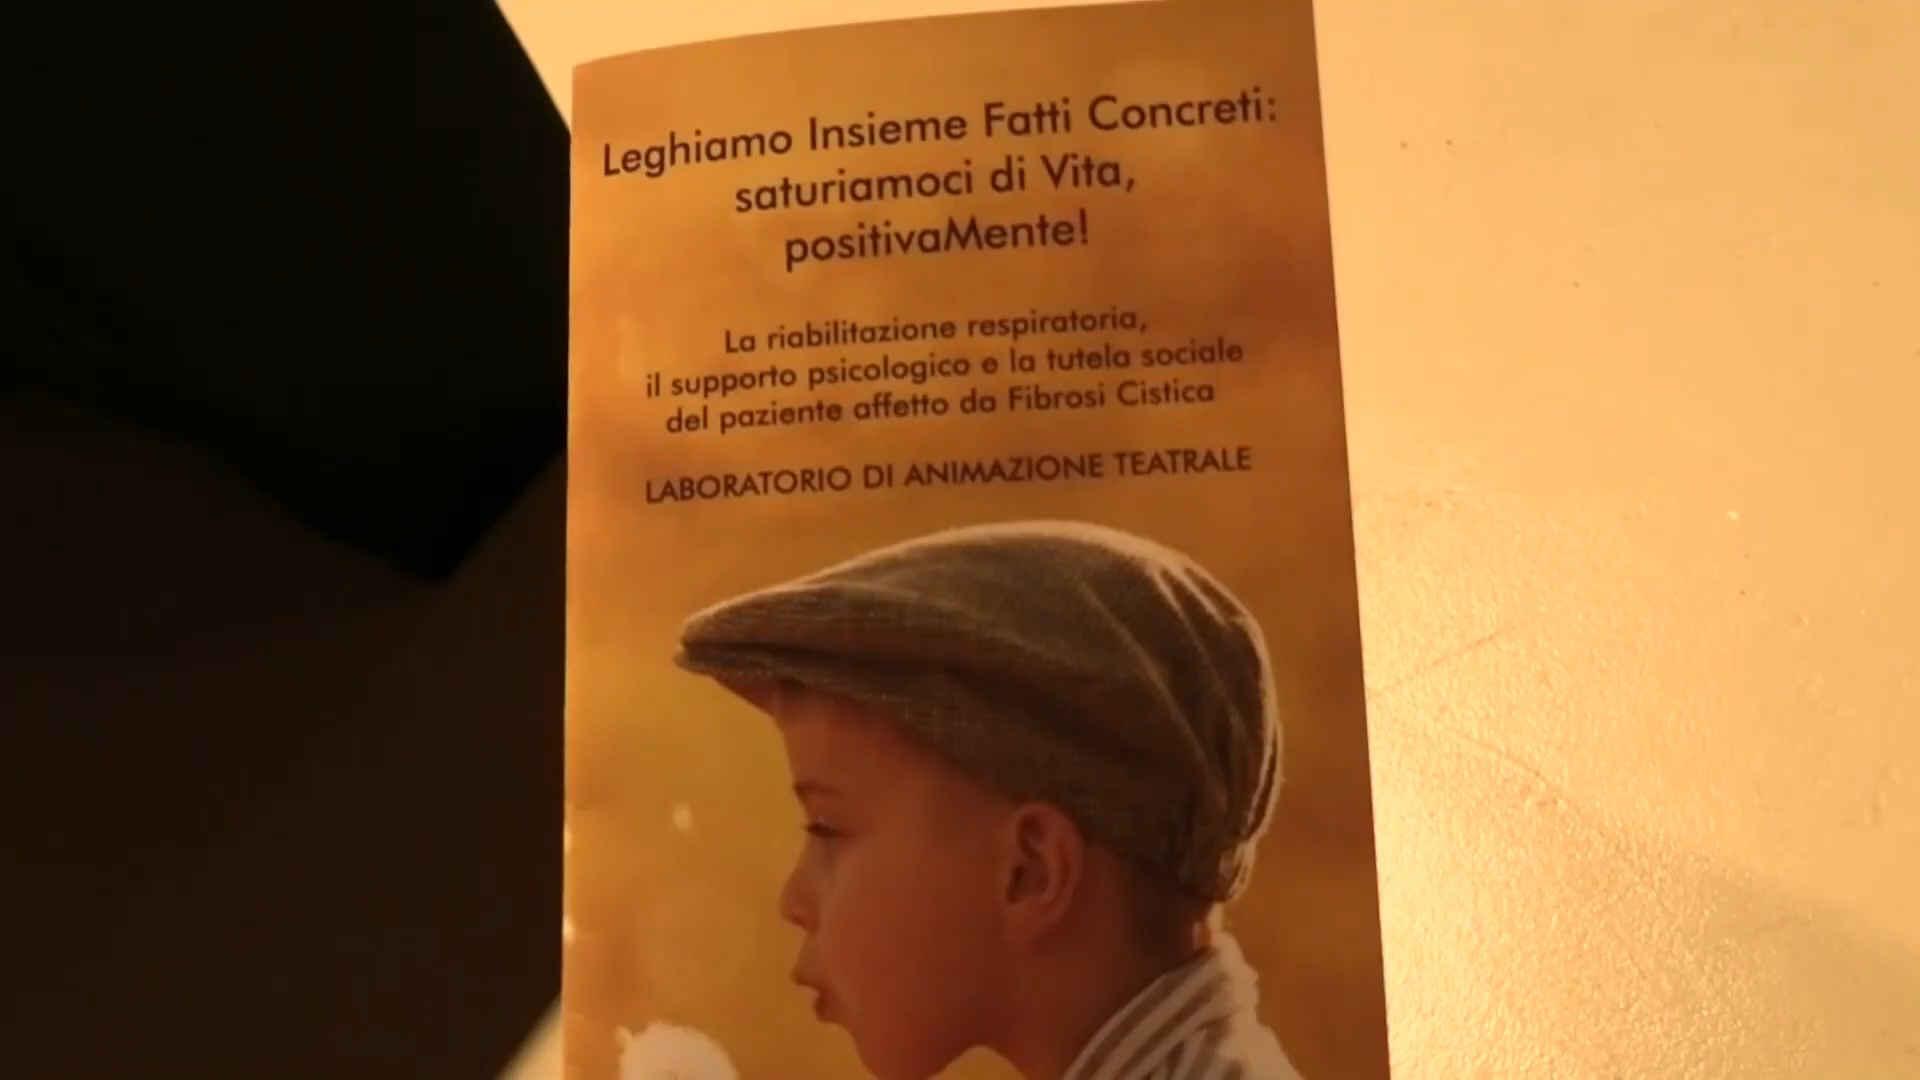 Leghiamo Insieme Fatti Concreti:
saturiamoci di Vita,
positivaMente!
La riabilitazione respiratoria,
il supporto psicologico e la tutela sociale
del paziente affetto da Fibrosi Cistica
LABORATORIO DI ANIMAZIONE TEATRALE